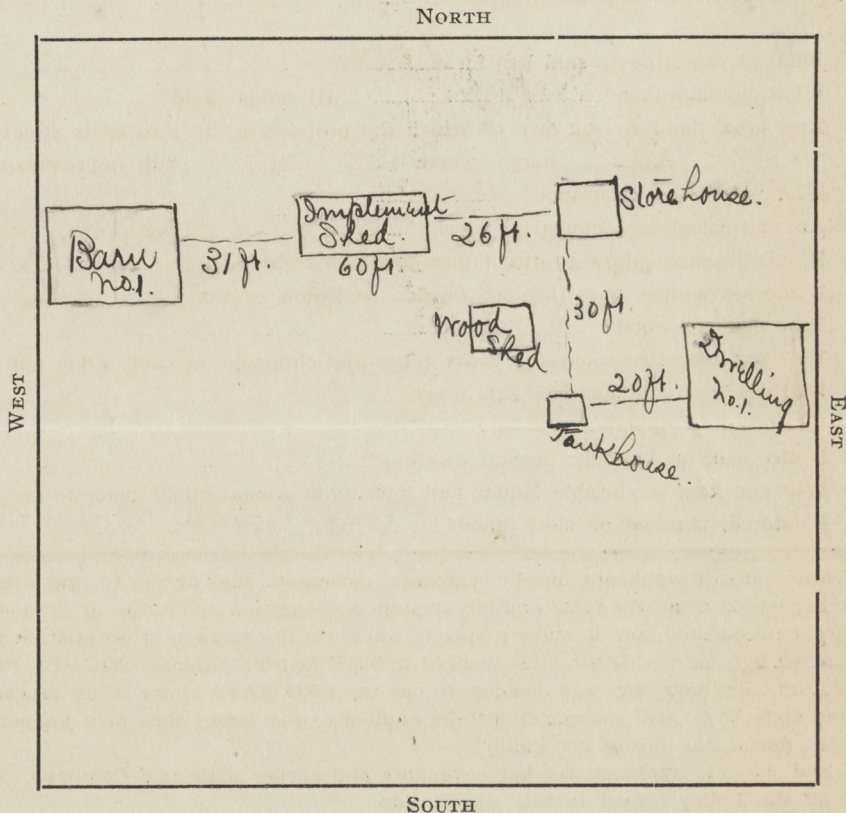 NORTH
Storehouse.
Implement
Shed.
26 ft.
Barn
No.1.
31 ft.
60 ft.
30 ft.
Wood
Shed
Dwelling
No.1.
20 ft.
WEST
EAST
Tankhouse.
SOUTH